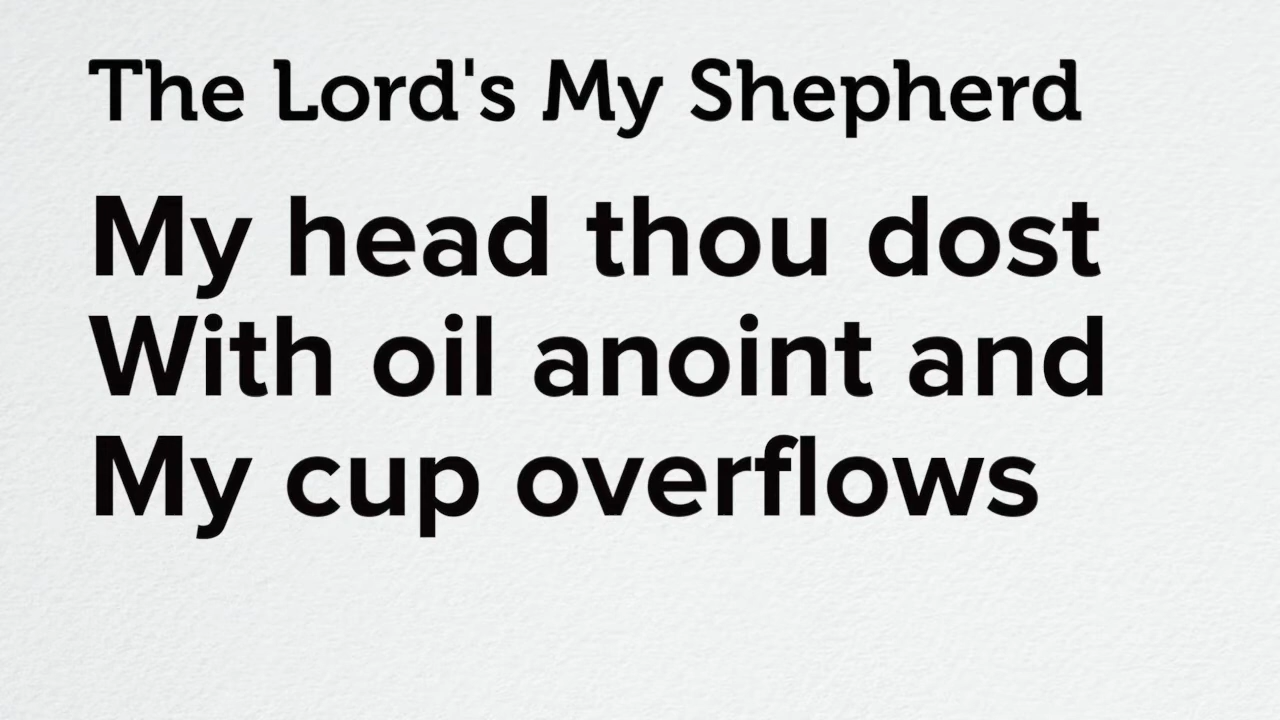 The Lord's My Shepherd
My head thou dost
With oil anoint and
My cup overflows